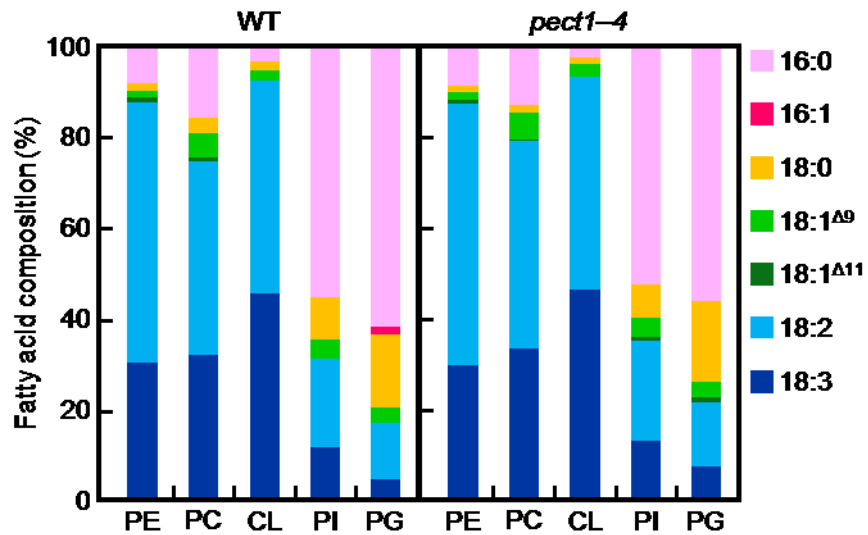 WT
pect1–4
Fatty acid composition (%)
100
80
60
40
20
0
PE PC CL PI PG
PE PC CL PI PG
16:0
16:1
18:0
18:1Δ9
18:1Δ11
18:2
18:3